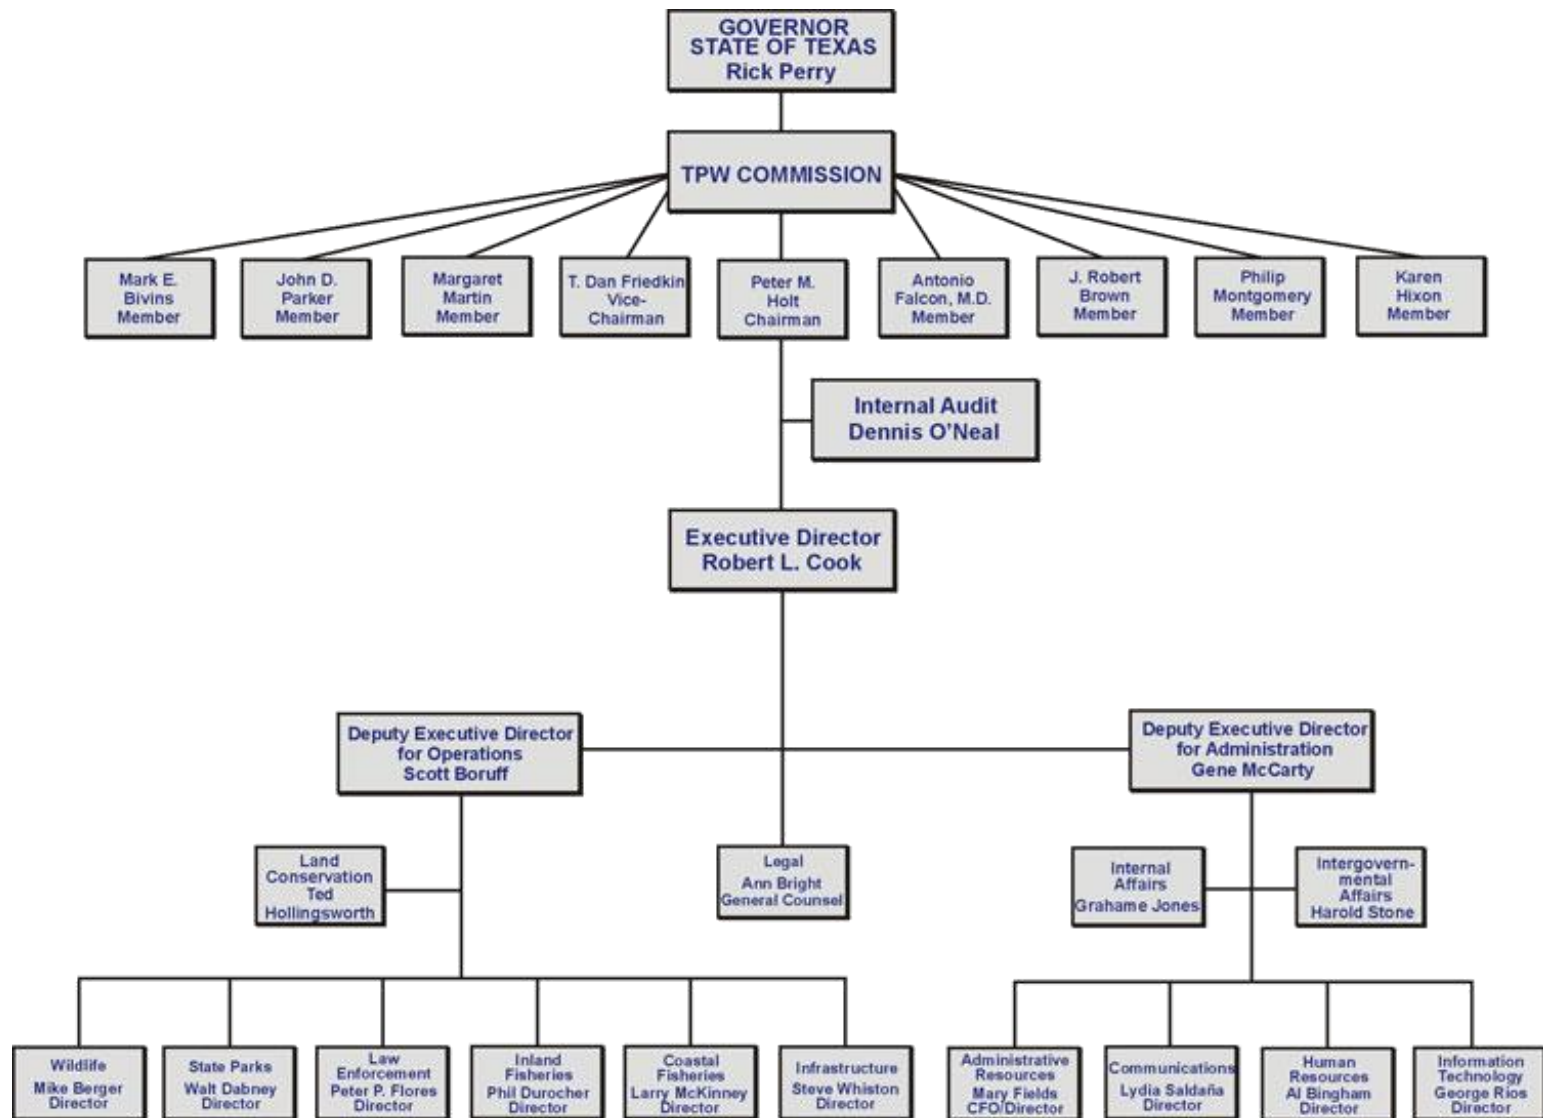 GOVERNOR
STATE OF TEXAS
Rick Perry
TPW COMMISSION
Mark E.
Bivins
Member
John D.
Parker
Member
Margaret
Martin
Member
T. Dan Friedkin
Vice-
Chairman
Peter M.
Holt
Chairman
Antonio
Falcon, M.D.
Member
J. Robert
Brown
Member
Philip
Montgomery
Member
Karen
Hixon
Member
Internal Audit
Dennis O'Neal
Executive Director
Robert L. Cook
Deputy Executive Director
for Operations
Scott Boruff
Deputy Executive Director
for Administration
Gene McCarty
Land
Conservation
Ted
Hollingsworth
Legal
Ann Bright
General Counsel
Internal
Affairs
Grahame Jones
Intergovern-
mental
Affairs
Harold Stone
Wildlife
Mike Berger
Director
State Parks
Walt Dabney
Director
Law
Enforcement
Peter P. Flores
Director
Inland
Fisheries
Phil Durocher
Director
Coastal
Fisheries
Larry McKinney
Director
Infrastructure
Steve Whiston
Director
Administrative
Resources
Mary Fields
CFO/Director
Communications
Lydia Saldaña
Director
Human
Resources
Al Bingham
Director
Information
Technology
George Rios
Director